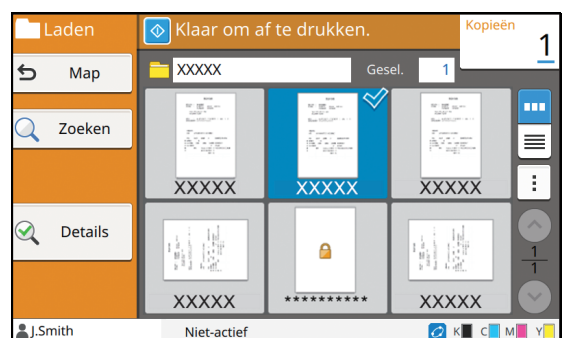 Laden
Klaar om af te drukken.
Kopieën
1
Map
XXXXX
Gesel.
1
Zoeken
XXXXX
XXXXX
XXXXX
Details
1
1
XXXXX
**********
XXXXX
J.Smith
Niet-actief
K C M Y